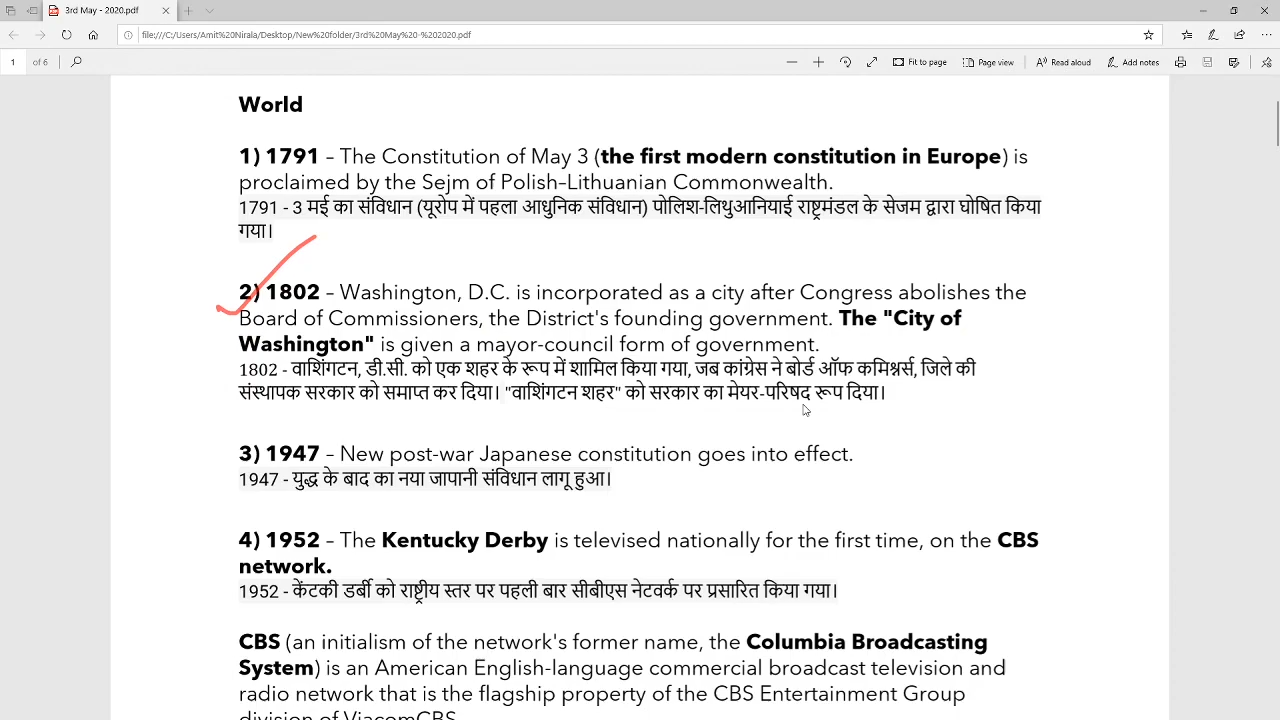 3rd May - 2020.pdf
file:///C:/Users/Amit%20Nirala/Desktop/New%20folder/3rd%20May%20-%202020.pdf
1 of 6 Fit to page Page view Read aloud Add notes
World
1) 1791 – The Constitution of May 3 (the first modern constitution in Europe) is
proclaimed by the Sejm of Polish–Lithuanian Commonwealth.
1791 - 3 मई का संविधान (यूरोप में पहला आधुनिक संविधान) पोलिश-लिथुआनियाई राष्ट्रमंडल के सेजम द्वारा घोषित किया
गया।
2) 1802 – Washington, D.C. is incorporated as a city after Congress abolishes the
Board of Commissioners, the District's founding government. The "City of
Washington" is given a mayor-council form of government.
1802 - वाशिंगटन, डी.सी. को एक शहर के रूप में शामिल किया गया, जब कांग्रेस ने बोर्ड ऑफ कमिश्नर्स, जिले की
संस्थापक सरकार को समाप्त कर दिया। "वाशिंगटन शहर" को सरकार का मेयर-परिषद रूप दिया।
3) 1947 – New post-war Japanese constitution goes into effect.
1947 - युद्ध के बाद का नया जापानी संविधान लागू हुआ।
4) 1952 – The Kentucky Derby is televised nationally for the first time, on the CBS
network.
1952 - केंटकी डर्बी को राष्ट्रीय स्तर पर पहली बार सीबीएस नेटवर्क पर प्रसारित किया गया।
CBS (an initialism of the network's former name, the Columbia Broadcasting
System) is an American English-language commercial broadcast television and
radio network that is the flagship property of the CBS Entertainment Group
division of ViacomCBS.